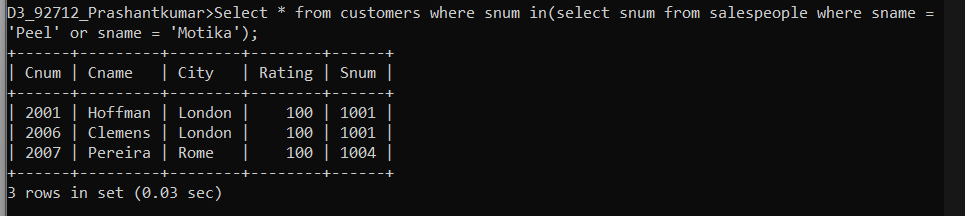 D3_92712_Prashantkumar>Select * from customers where snum in(select snum from salespeople where sname =
'Peel' or sname = 'Motika');
+------+---------+--------+--------+------+
| Cnum | Cname   | City   | Rating | Snum |
+------+---------+--------+--------+------+
| 2001 | Hoffman | London |    100 | 1001 |
| 2006 | Clemens | London |    100 | 1001 |
| 2007 | Pereira | Rome   |    100 | 1004 |
+------+---------+--------+--------+------+
3 rows in set (0.03 sec)